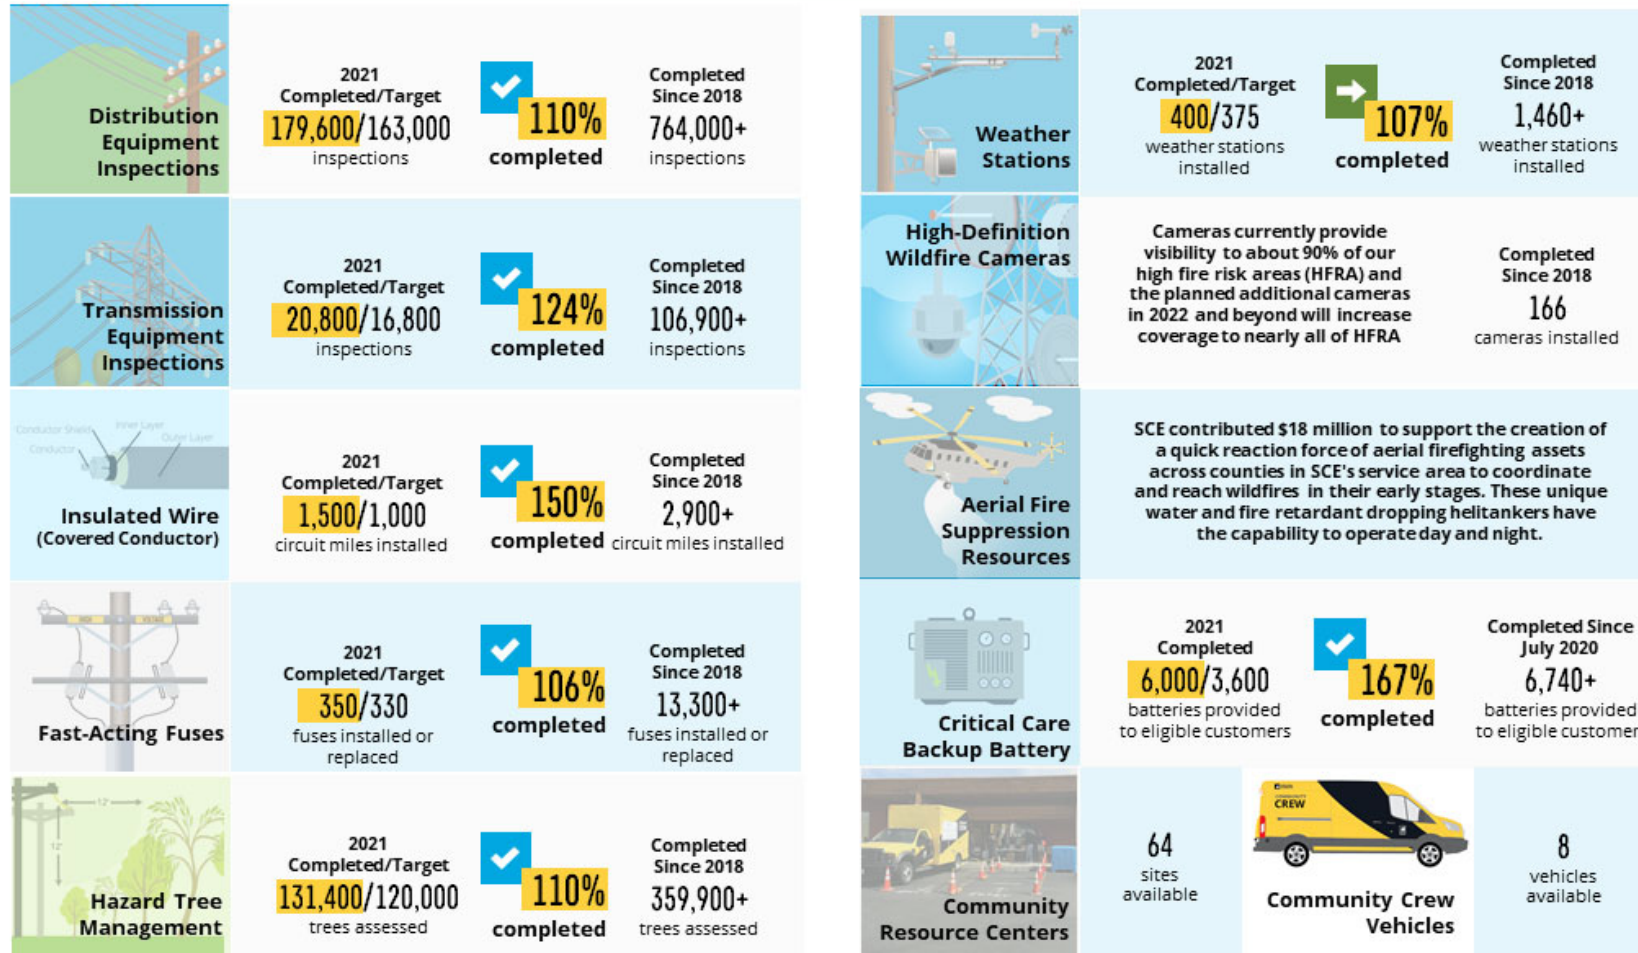 Distribution
Equipment
Inspections
2021
Completed/Target
179,600/163,000
inspections
110%
completed
Completed
Since 2018
764,000+
inspections
Transmission
Equipment
Inspections
2021
Completed/Target
20,800/16,800
inspections
124%
completed
Completed
Since 2018
106,900+
inspections
Conductor Shield
Inner Layer
Outer Layer
Conductor
Insulated Wire
(Covered Conductor)
2021
Completed/Target
1,500/1,000
circuit miles installed
150%
completed
Completed
Since 2018
2,900+
circuit miles installed
HIGH VOLTAGE
Fast-Acting Fuses
2021
Completed/Target
350/330
fuses installed or
replaced
106%
completed
Completed
Since 2018
13,300+
fuses installed or
replaced
12'
12'
Hazard Tree
Management
2021
Completed/Target
131,400/120,000
trees assessed
110%
completed
Completed
Since 2018
359,900+
trees assessed
Weather
Stations
2021
Completed/Target
400/375
weather stations
installed
107%
completed
Completed
Since 2018
1,460+
weather stations
installed
High-Definition
Wildfire Cameras
Cameras currently provide
visibility to about 90% of our
high fire risk areas (HFRA) and
the planned additional cameras
in 2022 and beyond will increase
coverage to nearly all of HFRA
Completed
Since 2018
166
cameras installed
Aerial Fire
Suppression
Resources
SCE contributed $18 million to support the creation of
a quick reaction force of aerial firefighting assets
across counties in SCE's service area to coordinate
and reach wildfires in their early stages. These unique
water and fire retardant dropping helitankers have
the capability to operate day and night.
Critical Care
Backup Battery
2021
Completed
6,000/3,600
batteries provided
to eligible customers
167%
completed
Completed Since
July 2020
6,740+
batteries provided
to eligible customer
Community
Resource Centers
64
sites
available
COMMUNITY
CREW
Community Crew
Vehicles
8
vehicles
available